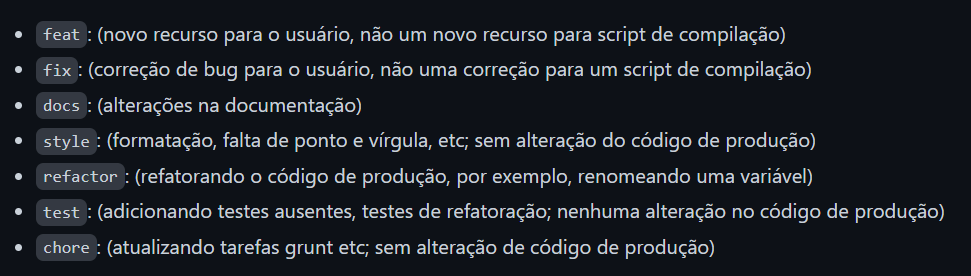 feat: (novo recurso para o usuário, não um novo recurso para script de compilação)
fix: (correção de bug para o usuário, não uma correção para um script de compilação)
docs: (alterações na documentação)
style: (formatação, falta de ponto e vírgula, etc; sem alteração do código de produção)
refactor: (refatorando o código de produção, por exemplo, renomeando uma variável)
test: (adicionando testes ausentes, testes de refatoração; nenhuma alteração no código de produção)
chore: (atualizando tarefas grunt etc; sem alteração de código de produção)